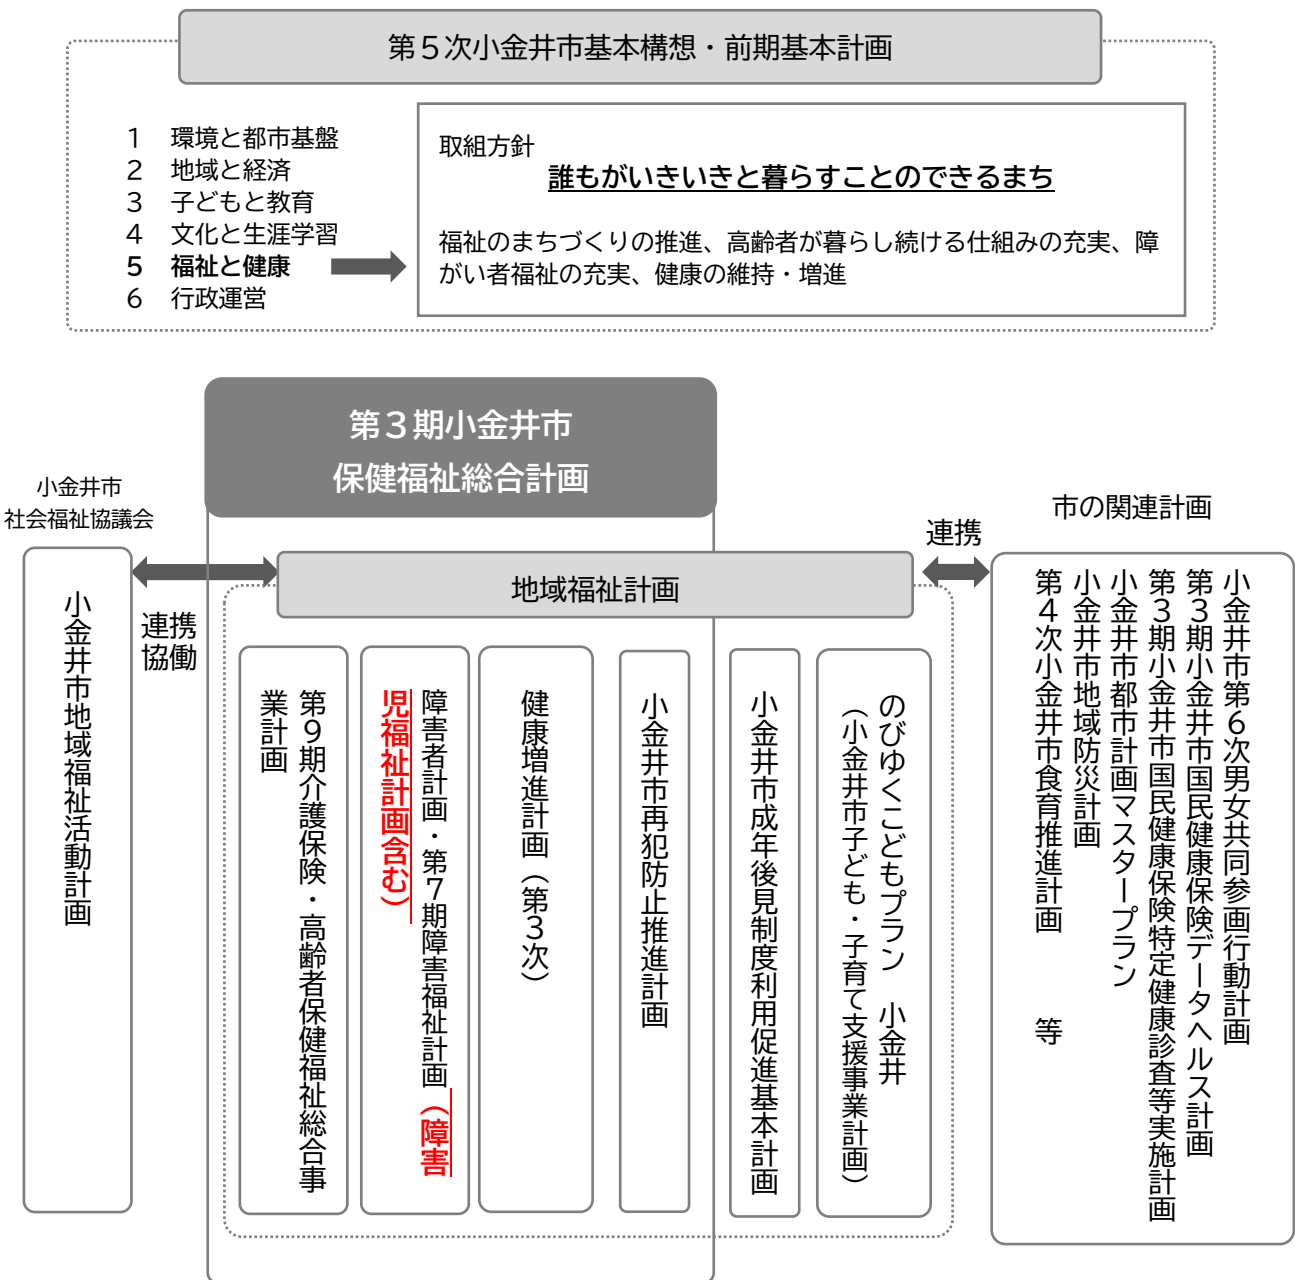 第５次小金井市基本構想・前期基本計画
１　環境と都市基盤
２　地域と経済
３　子どもと教育
４　文化と生涯学習
５　福祉と健康
６　行政運営
取組方針
誰もがいきいきと暮らすことのできるまち
福祉のまちづくりの推進、高齢者が暮らし続ける仕組みの充実、障
がい者福祉の充実、健康の維持・増進
第３期小金井市
保健福祉総合計画
小金井市
社会福祉協議会
小金井市地域福祉活動計画
連携
協働
地域福祉計画
第９期介護保険・高齢者保健福祉総合事
業計画
障害者計画・第７期障害福祉計画（障害
児福祉計画含む）
健康増進計画（第３次）
小金井市再犯防止推進計画
小金井市成年後見制度利用促進基本計画
のびゆくこどもプラン　小金井
（小金井市子ども・子育て支援事業計画）
連携
市の関連計画
小金井市第６次男女共同参画行動計画
第３期小金井市国民健康保険データヘルス計画
第３期小金井市国民健康保険特定健康診査等実施計画
小金井市都市計画マスタープラン
小金井市地域防災計画
第４次小金井市食育推進計画　　等